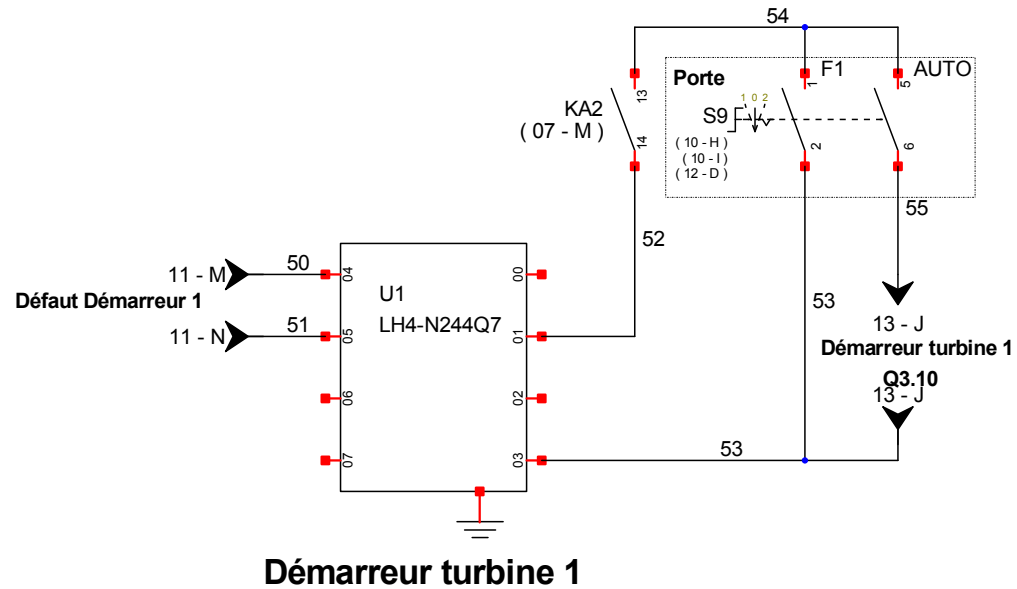 54
Porte
F1
AUTO
1
5
13
1 0 2
KA2
S9
( 07 - M )
14
2
6
( 10 - H )
( 10 - I )
( 12 - D )
55
52
50
11 - M
04
00
U1
Défaut Démarreur 1
53
LH4-N244Q7
51
11 - N
05
01
13 - J
Démarreur turbine 1
Q3.10
13 - J
06
02
53
07
03
Démarreur turbine 1